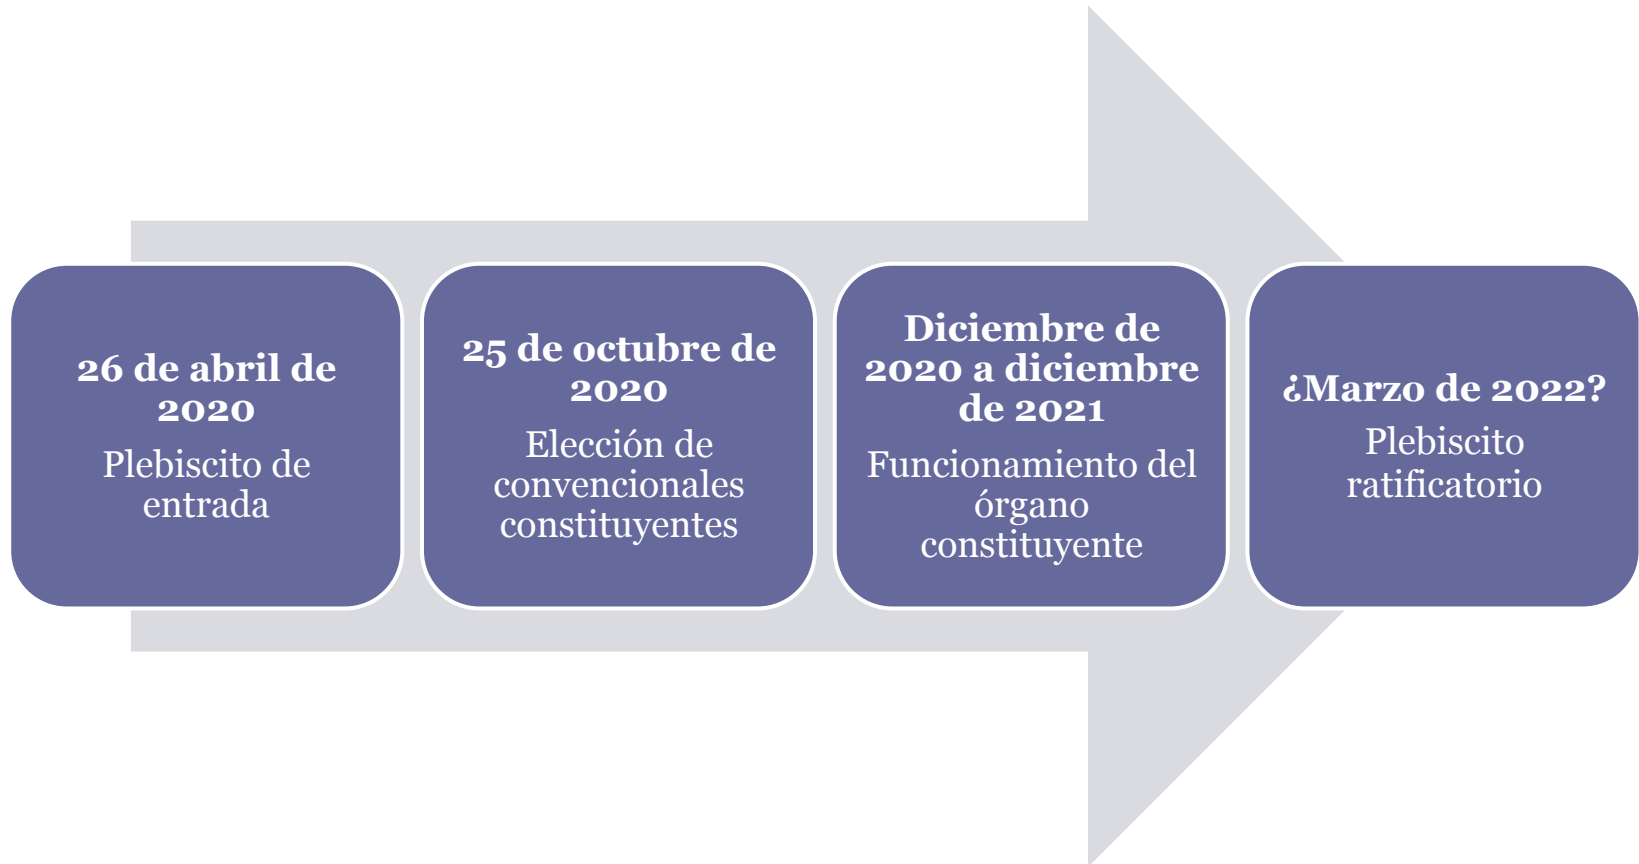 26 de abril de
2020
Plebiscito de
entrada
25 de octubre de
2020
Elección de
convencionales
constituyentes
Diciembre de
2020 a diciembre
de 2021
Funcionamiento del
órgano
constituyente
¿Marzo de 2022?
Plebiscito
ratificatorio